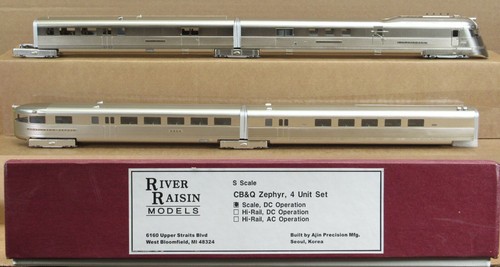 RIVER
RAISIN
MODELS
6160 Upper Straits Blvd
West Bloomfield, MI 48324
S Scale
CB&Q Zephyr, 4 Unit Set
Scale, DC Operation
Hi-Rail, DC Operation
Hi-Rail, AC Operation
Built by Ajin Precision Mfg.
Seoul, Korea